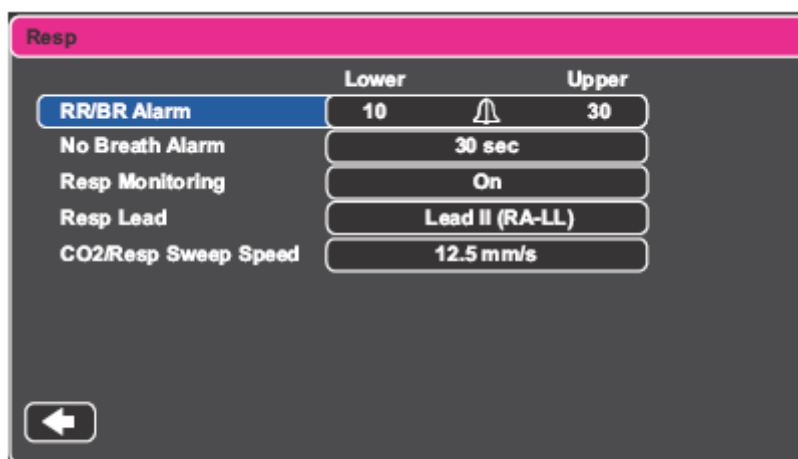 Resp
Lower Upper
RR/BR Alarm 10 30
No Breath Alarm 30 sec
Resp Monitoring On
Resp Lead Lead II (RA-LL)
CO2/Resp Sweep Speed 12.5 mm/s